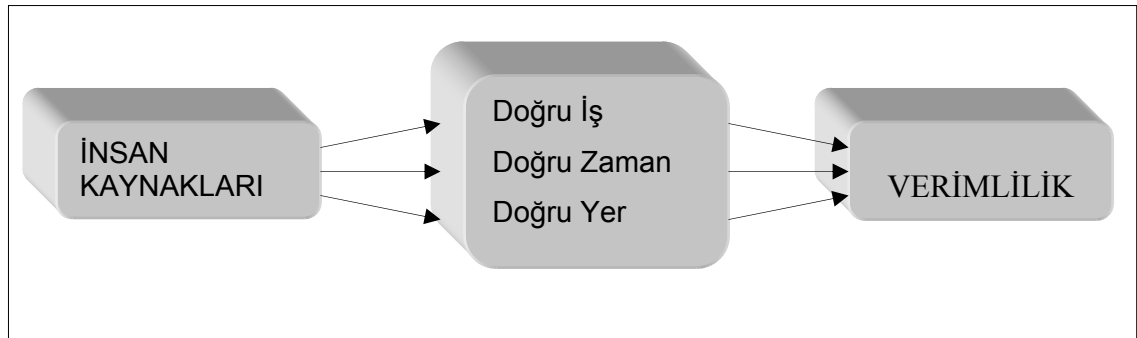 İNSAN
KAYNAKLARI
Doğru İş
Doğru Zaman
Doğru Yer
VERİMLİLİK